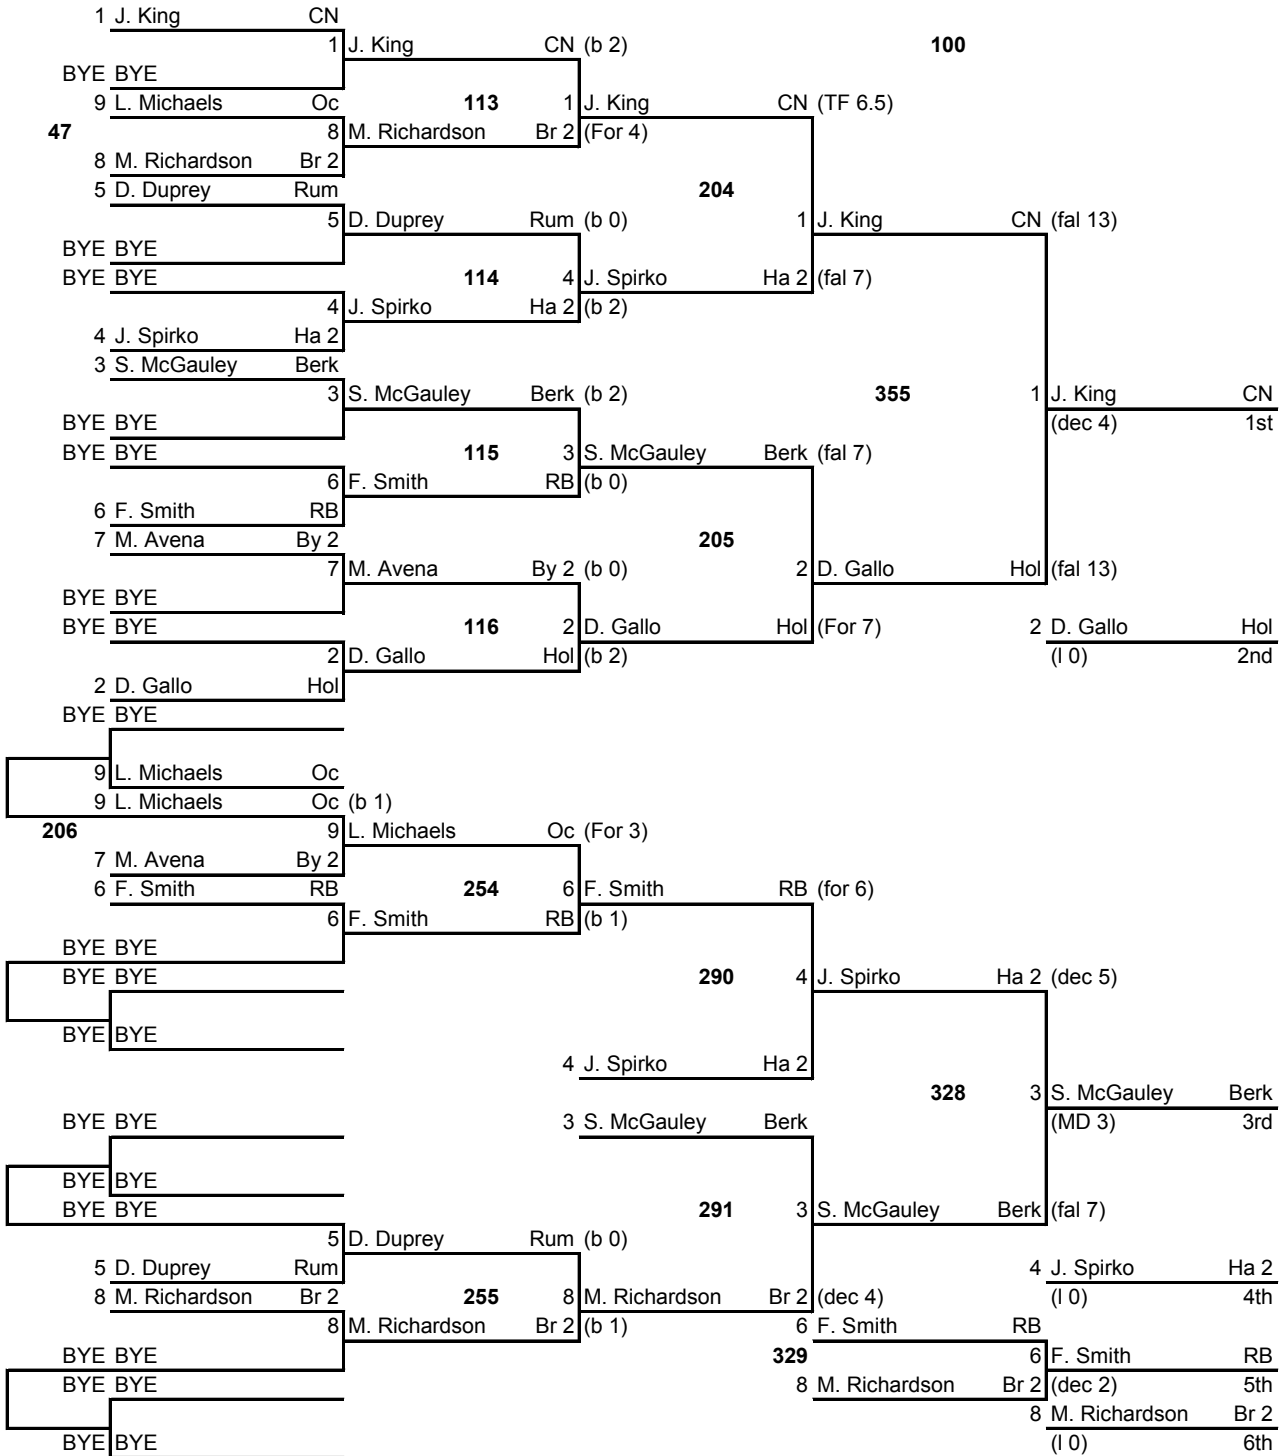 1 J. King CN
1 J. King CN (b 2) 100
BYE BYE
9 L. Michaels Oc 113 1 J. King CN (TF 6.5)
47 8 M. Richardson Br 2 (For 4)
8 M. Richardson Br 2
5 D. Duprey Rum 204
5 D. Duprey Rum (b 0) 1 J. King CN (fal 13)
BYE BYE
BYE BYE 114 4 J. Spirko Ha 2 (fal 7)
4 J. Spirko Ha 2 (b 2)
4 J. Spirko Ha 2
3 S. McGauley Berk
3 S. McGauley Berk (b 2) 355 1 J. King CN
BYE BYE (dec 4) 1st
BYE BYE 115 3 S. McGauley Berk (fal 7)
6 F. Smith RB (b 0)
6 F. Smith RB
7 M. Avena By 2 205
7 M. Avena By 2 (b 0) 2 D. Gallo Hol (fal 13)
BYE BYE
BYE BYE 116 2 D. Gallo Hol (For 7) 2 D. Gallo Hol
2 D. Gallo Hol (b 2) (l 0) 2nd
2 D. Gallo Hol
BYE BYE
9 L. Michaels Oc
9 L. Michaels Oc (b 1)
206 9 L. Michaels Oc (For 3)
7 M. Avena By 2
6 F. Smith RB 254 6 F. Smith RB (for 6)
6 F. Smith RB (b 1)
BYE BYE
BYE BYE 290 4 J. Spirko Ha 2 (dec 5)
BYE BYE
4 J. Spirko Ha 2
328 3 S. McGauley Berk
BYE BYE 3 S. McGauley Berk (MD 3) 3rd
BYE BYE
BYE BYE 291 3 S. McGauley Berk (fal 7)
5 D. Duprey Rum (b 0)
5 D. Duprey Rum 4 J. Spirko Ha 2
8 M. Richardson Br 2 255 8 M. Richardson Br 2 (dec 4) (l 0) 4th
8 M. Richardson Br 2 (b 1) 6 F. Smith RB
BYE BYE 329 6 F. Smith RB
BYE BYE 8 M. Richardson Br 2 (dec 2) 5th
8 M. Richardson Br 2
BYE BYE (l 0) 6th